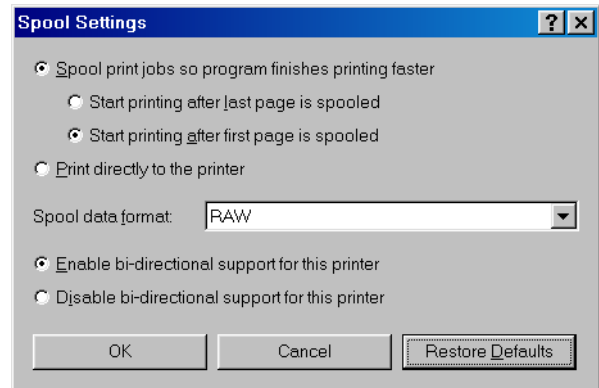 Spool Settings
Spool print jobs so program finishes printing faster
Start printing after last page is spooled
Start printing after first page is spooled
Print directly to the printer
Spool data format: RAW
Enable bi-directional support for this printer
Disable bi-directional support for this printer
OK Cancel Restore Defaults